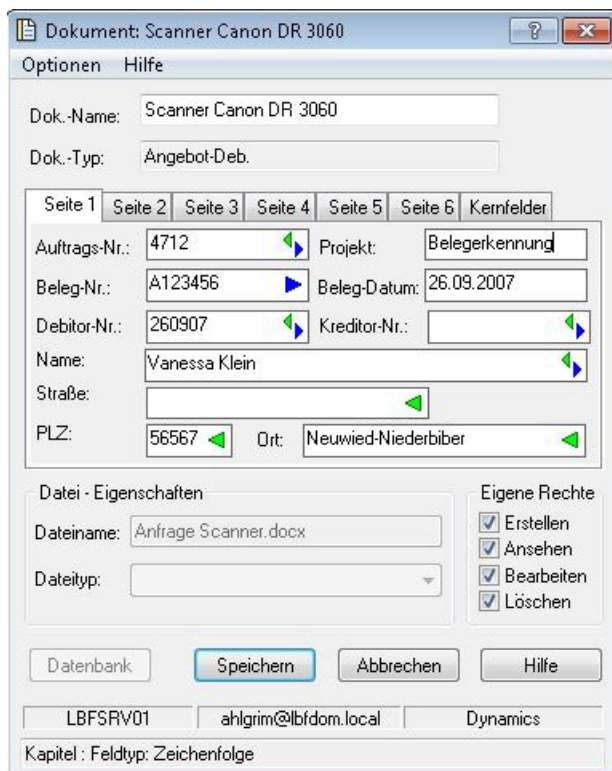 Dokument: Scanner Canon DR 3060
Optionen Hilfe
Dok.-Name: Scanner Canon DR 3060
Dok.-Typ: Angebot-Deb.
Seite 1 Seite 2 Seite 3 Seite 4 Seite 5 Seite 6 Kernfelder
Auftrags-Nr.: 4712 Projekt: Belegerkennung
Beleg-Nr.: A123456 Beleg-Datum: 26.09.2007
Debitor-Nr.: 260907 Kreditor-Nr.:
Name: Vanessa Klein
Straße:
PLZ: 56567 Ort: Neuwied-Niederbiber
Datei - Eigenschaften Eigene Rechte
Dateiname: Anfrage Scanner.docx
Dateityp:
Erstellen
Ansehen
Bearbeiten
Löschen
Datenbank Speichern Abbrechen Hilfe
LBFSRV01 ahlgrim@lbfdom.local Dynamics
Kapitel : Feldtyp: Zeichenfolge